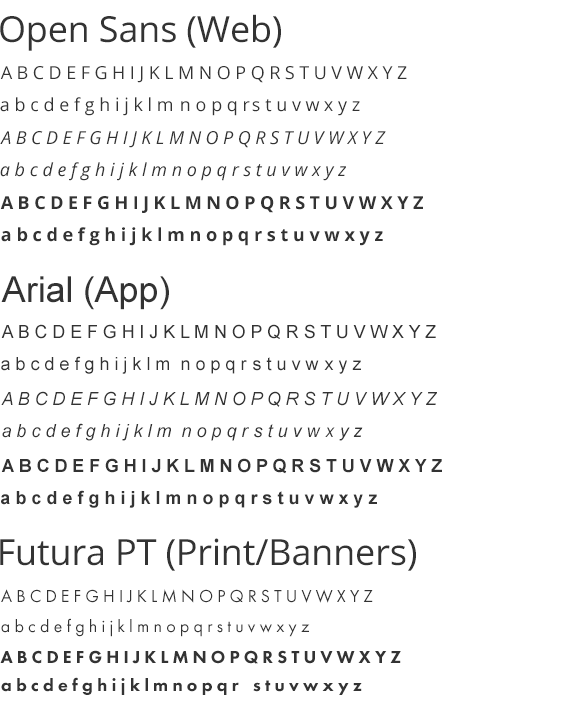 Open Sans (Web)
A B C D E F G H I J K L M N O P Q R S T U V W X Y Z
a b c d e f g h i j k l m n o p q r s t u v w x y z
A B C D E F G H I J K L M N O P Q R S T U V W X Y Z
a b c d e f g h i j k l m n o p q r s t u v w x y z
A B C D E F G H I J K L M N O P Q R S T U V W X Y Z
a b c d e f g h i j k l m n o p q r s t u v w x y z
Arial (App)
A B C D E F G H I J K L M N O P Q R S T U V W X Y Z
a b c d e f g h i j k l m n o p q r s t u v w x y z
A B C D E F G H I J K L M N O P Q R S T U V W X Y Z
a b c d e f g h i j k l m n o p q r s t u v w x y z
A B C D E F G H I J K L M N O P Q R S T U V W X Y Z
a b c d e f g h i j k l m n o p q r s t u v w x y z
Futura PT (Print/Banners)
A B C D E F G H I J K L M N O P Q R S T U V W X Y Z
a b c d e f g h i j k l m n o p q r s t u v w x y z
A B C D E F G H I J K L M N O P Q R S T U V W X Y Z
a b c d e f g h i j k l m n o p q r s t u v w x y z